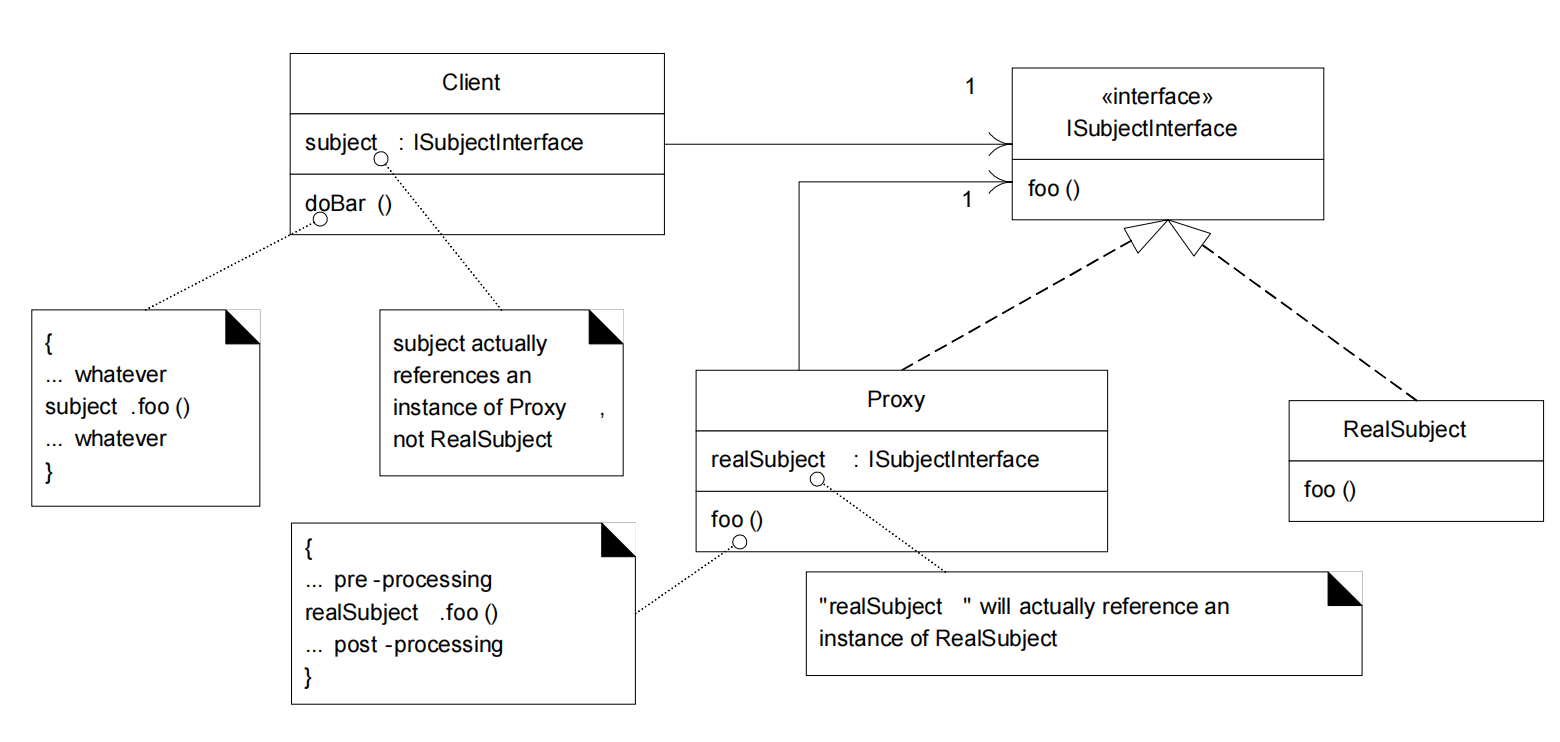 Client
subject : ISubjectInterface
doBar ()
1
«interface»
ISubjectInterface
foo ()
1
{
... whatever
subject .foo ()
... whatever
}
subject actually
references an
instance of Proxy ,
not RealSubject
Proxy
realSubject : ISubjectInterface
foo ()
RealSubject
foo ()
{
... pre -processing
realSubject .foo ()
... post -processing
}
"realSubject " will actually reference an
instance of RealSubject